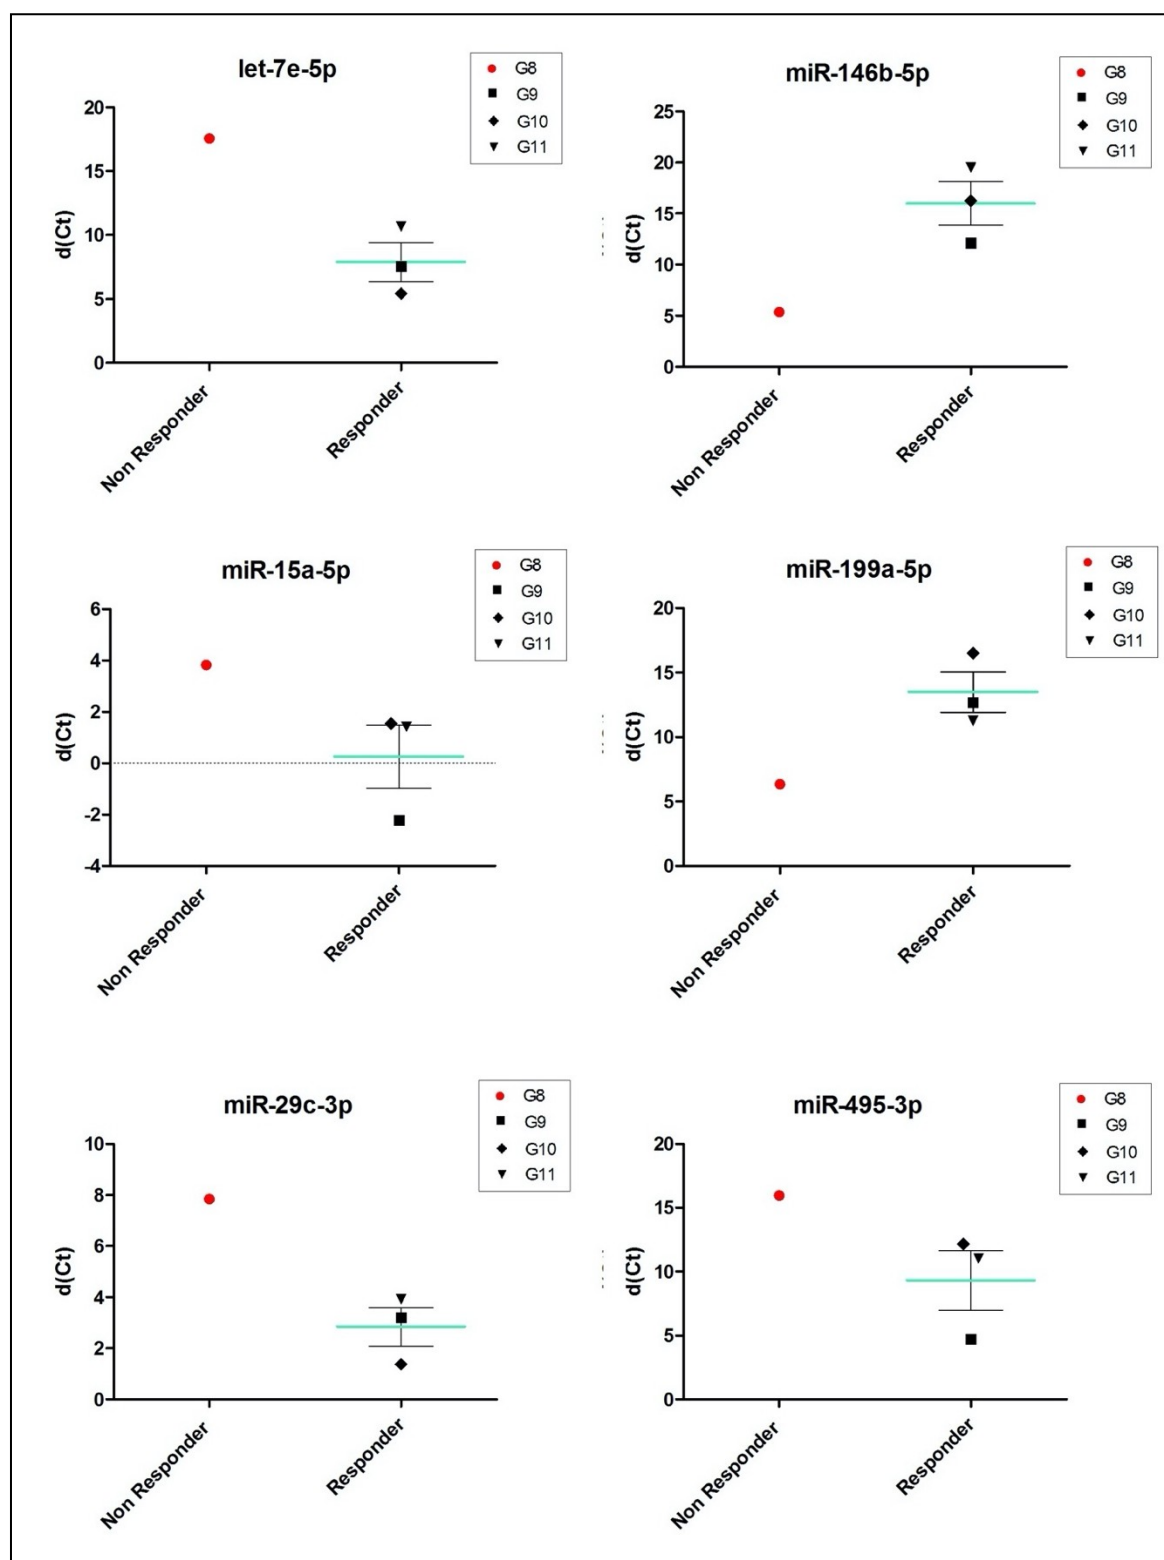 let-7e-5p
G8
G9
G10
G11
20
15
10
5
0
d(Ct)
Non Responder
Responder
miR-146b-5p
G8
G9
G10
G11
25
20
15
10
5
0
d(Ct)
Non Responder
Responder
miR-15a-5p
G8
G9
G10
G11
6
4
2
0
-2
-4
d(Ct)
Non Responder
Responder
miR-199a-5p
G8
G9
G10
G11
20
15
10
5
0
d(Ct)
Non Responder
Responder
miR-29c-3p
G8
G9
G10
G11
10
8
6
4
2
0
d(Ct)
Non Responder
Responder
miR-495-3p
G8
G9
G10
G11
20
15
10
5
0
d(Ct)
Non Responder
Responder